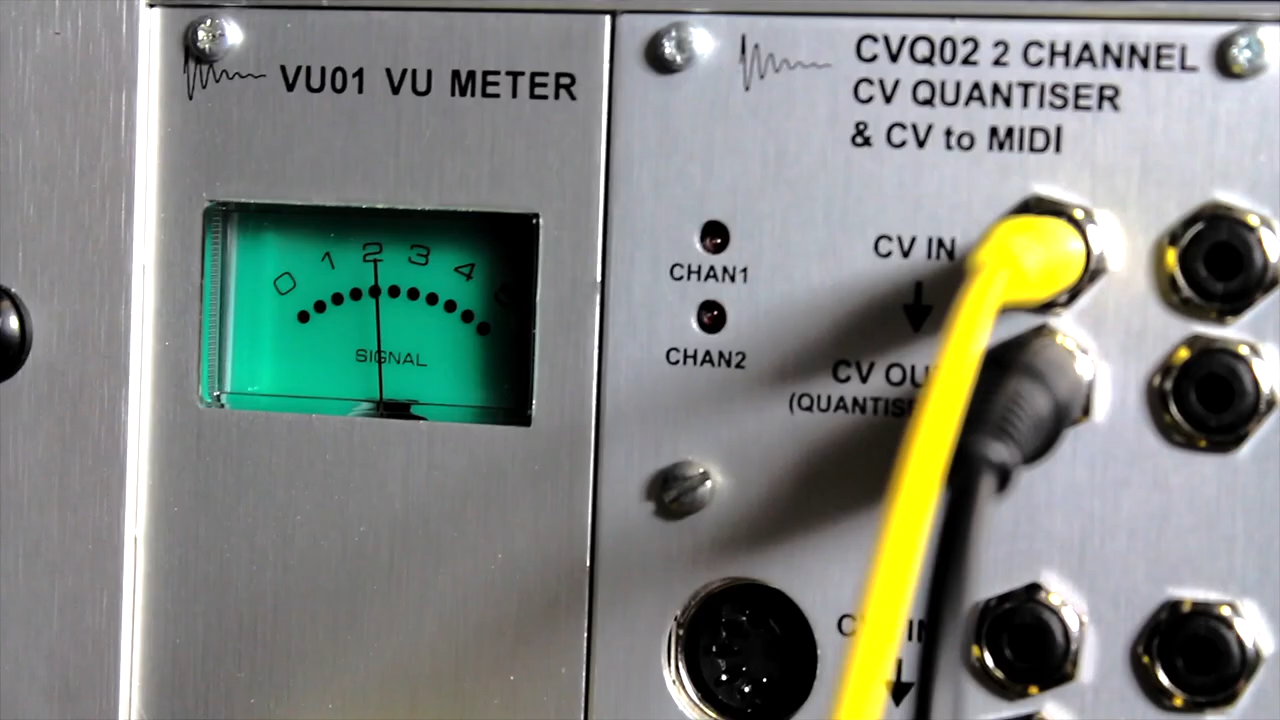 VU01 VU METER
0 1 2 3 4
SIGNAL
CVQ02 2 CHANNEL
CV QUANTISER
& CV to MIDI
CHAN1
CHAN2
CV IN
CV